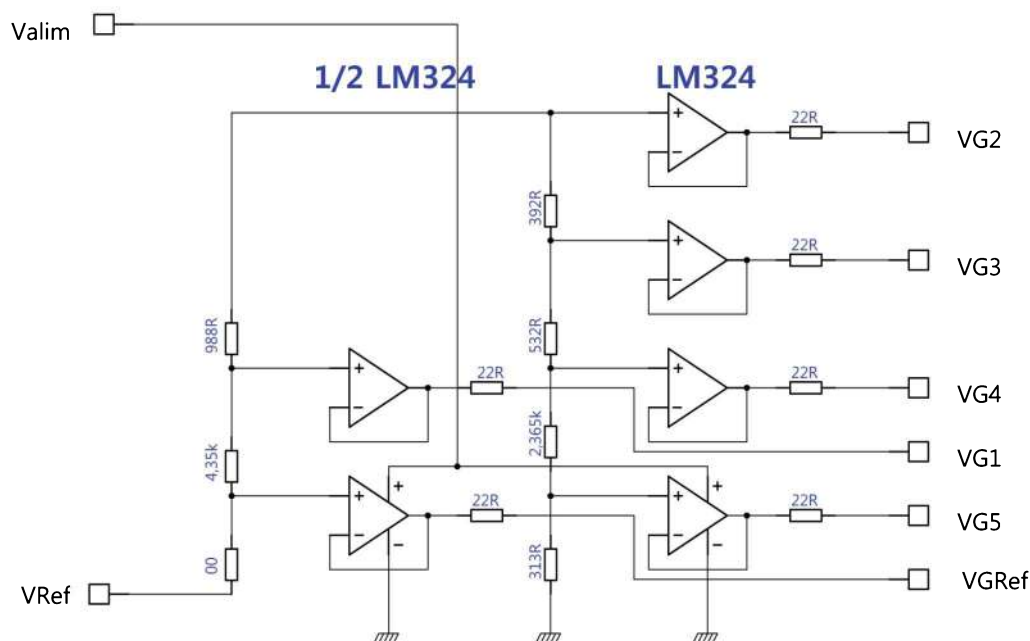 Valim
1/2 LM324
LM324
22R
VG2
392R
22R
VG3
988R
532R
22R
22R
VG4
4,35k
2,365k
VG1
+
22R
+
22R
VG5
00
313R
VRef
VGRef